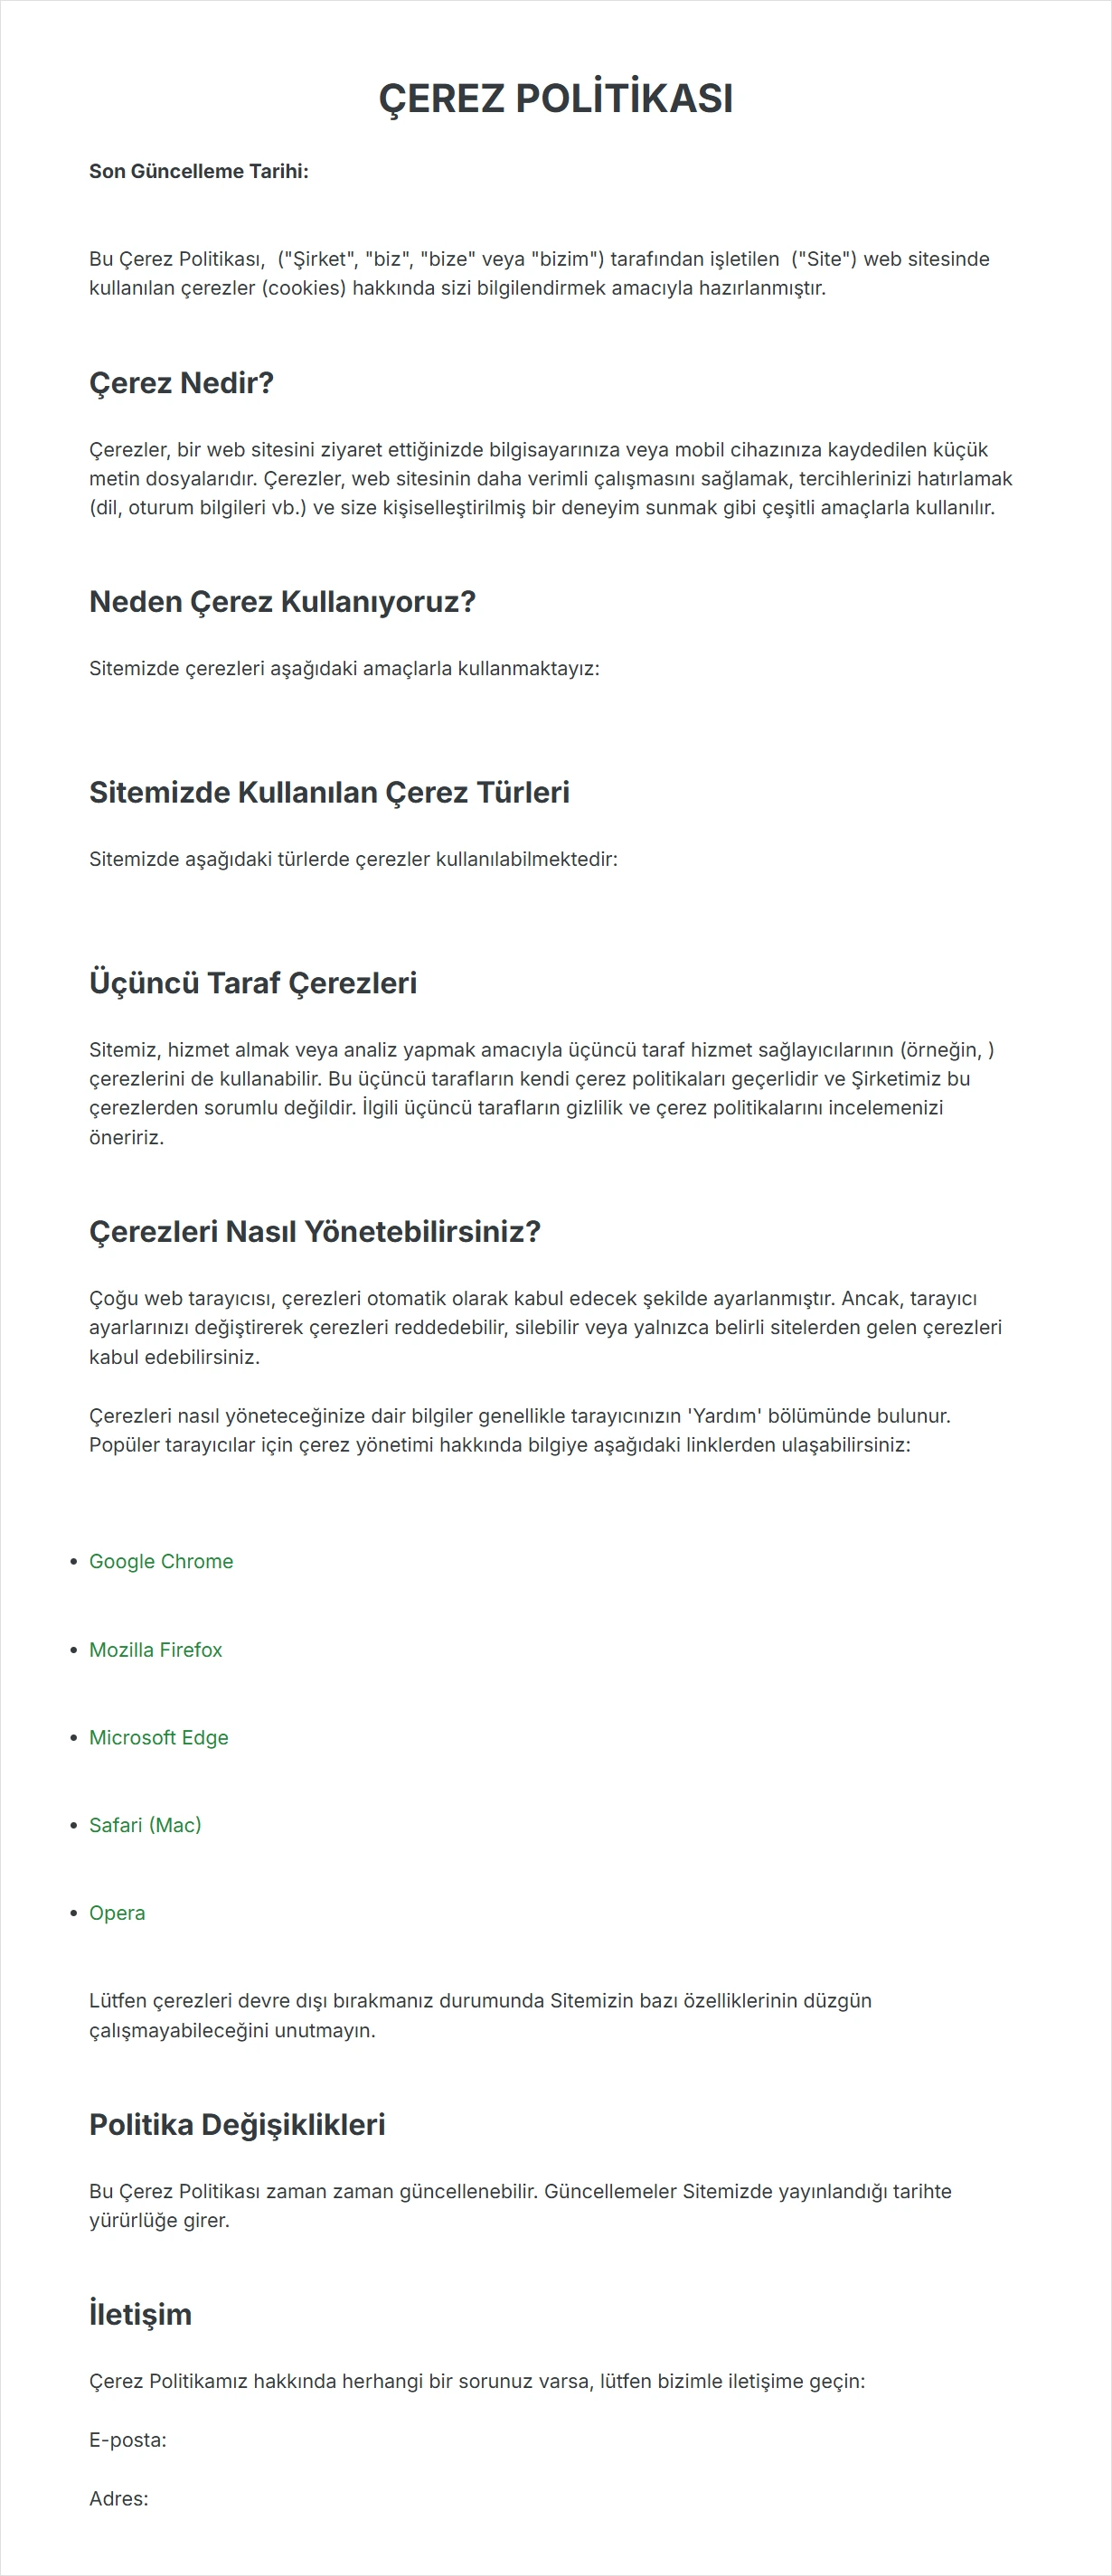 ÇEREZ POLİTİKASI
Son Güncelleme Tarihi:
Bu Çerez Politikası,  ("Şirket", "biz", "bize" veya "bizim") tarafından işletilen  ("Site") web sitesinde
kullanılan çerezler (cookies) hakkında sizi bilgilendirmek amacıyla hazırlanmıştır.
Çerez Nedir?
Çerezler, bir web sitesini ziyaret ettiğinizde bilgisayarınıza veya mobil cihazınıza kaydedilen küçük
metin dosyalarıdır. Çerezler, web sitesinin daha verimli çalışmasını sağlamak, tercihlerinizi hatırlamak
(dil, oturum bilgileri vb.) ve size kişiselleştirilmiş bir deneyim sunmak gibi çeşitli amaçlarla kullanılır.
Neden Çerez Kullanıyoruz?
Sitemizde çerezleri aşağıdaki amaçlarla kullanmaktayız:
Sitemizde Kullanılan Çerez Türleri
Sitemizde aşağıdaki türlerde çerezler kullanılabilmektedir:
Üçüncü Taraf Çerezleri
Sitemiz, hizmet almak veya analiz yapmak amacıyla üçüncü taraf hizmet sağlayıcılarının (örneğin, )
çerezlerini de kullanabilir. Bu üçüncü tarafların kendi çerez politikaları geçerlidir ve Şirketimiz bu
çerezlerden sorumlu değildir. İlgili üçüncü tarafların gizlilik ve çerez politikalarını incelemenizi
öneririz.
Çerezleri Nasıl Yönetebilirsiniz?
Çoğu web tarayıcısı, çerezleri otomatik olarak kabul edecek şekilde ayarlanmıştır. Ancak, tarayıcı
ayarlarınızı değiştirerek çerezleri reddedebilir, silebilir veya yalnızca belirli sitelerden gelen çerezleri
kabul edebilirsiniz.
Çerezleri nasıl yöneteceğinize dair bilgiler genellikle tarayıcınızın 'Yardım' bölümünde bulunur.
Popüler tarayıcılar için çerez yönetimi hakkında bilgiye aşağıdaki linklerden ulaşabilirsiniz:
• Google Chrome
• Mozilla Firefox
• Microsoft Edge
• Safari (Mac)
• Opera
Lütfen çerezleri devre dışı bırakmanız durumunda Sitemizin bazı özelliklerinin düzgün
çalışmayabileceğini unutmayın.
Politika Değişiklikleri
Bu Çerez Politikası zaman zaman güncellenebilir. Güncellemeler Sitemizde yayınlandığı tarihte
yürürlüğe girer.
İletişim
Çerez Politikamız hakkında herhangi bir sorunuz varsa, lütfen bizimle iletişime geçin:
E-posta:
Adres: